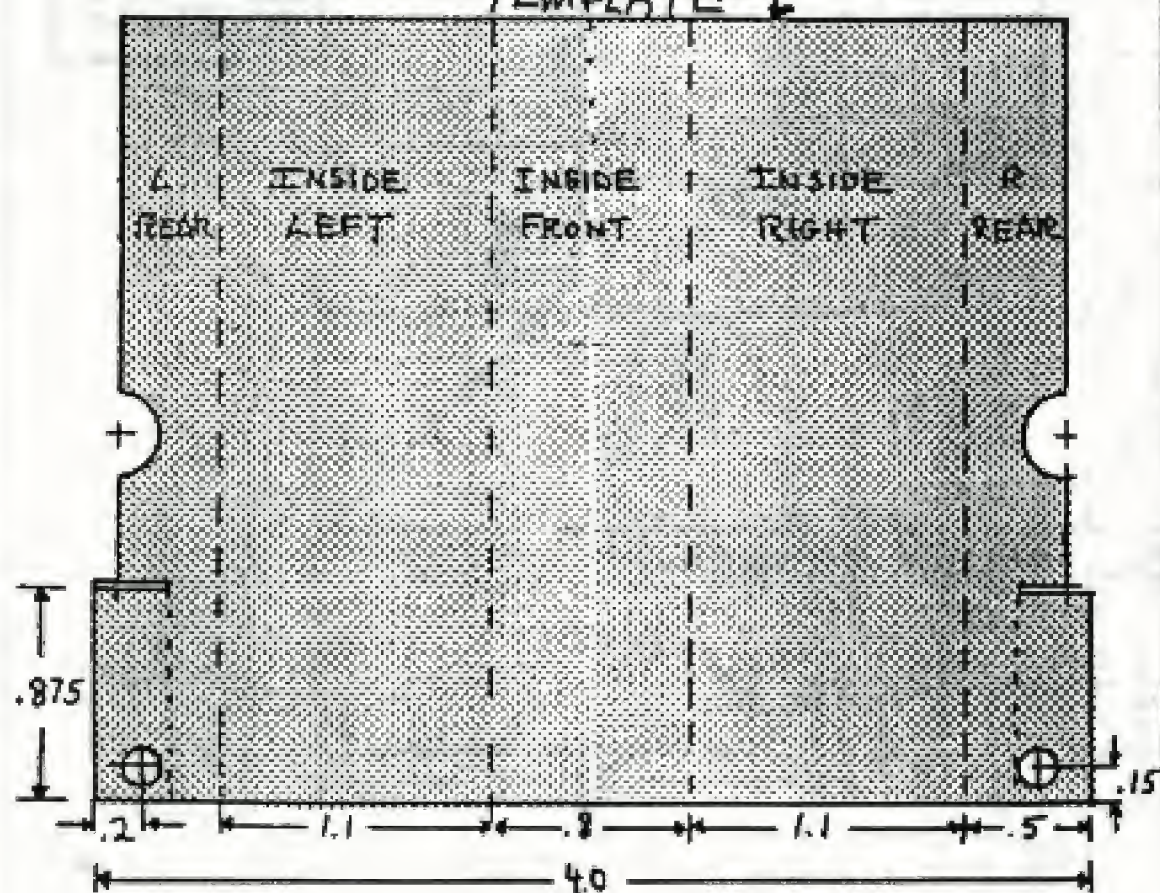 TEMPLATE
L REAR
INSIDE LEFT
INSIDE FRONT
INSIDE RIGHT
R REAR
.875
.15
.2
1.1
.8
1.1
.5
4.0